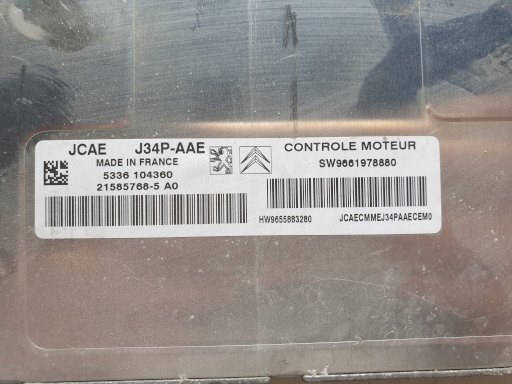 JCAE J34P-AAE
MADE IN FRANCE
5336 104360
21585768-5 A0
CONTROLE MOTEUR
SW9661978880
HW9655883280
JCAECMMEJ34PAAECEM0